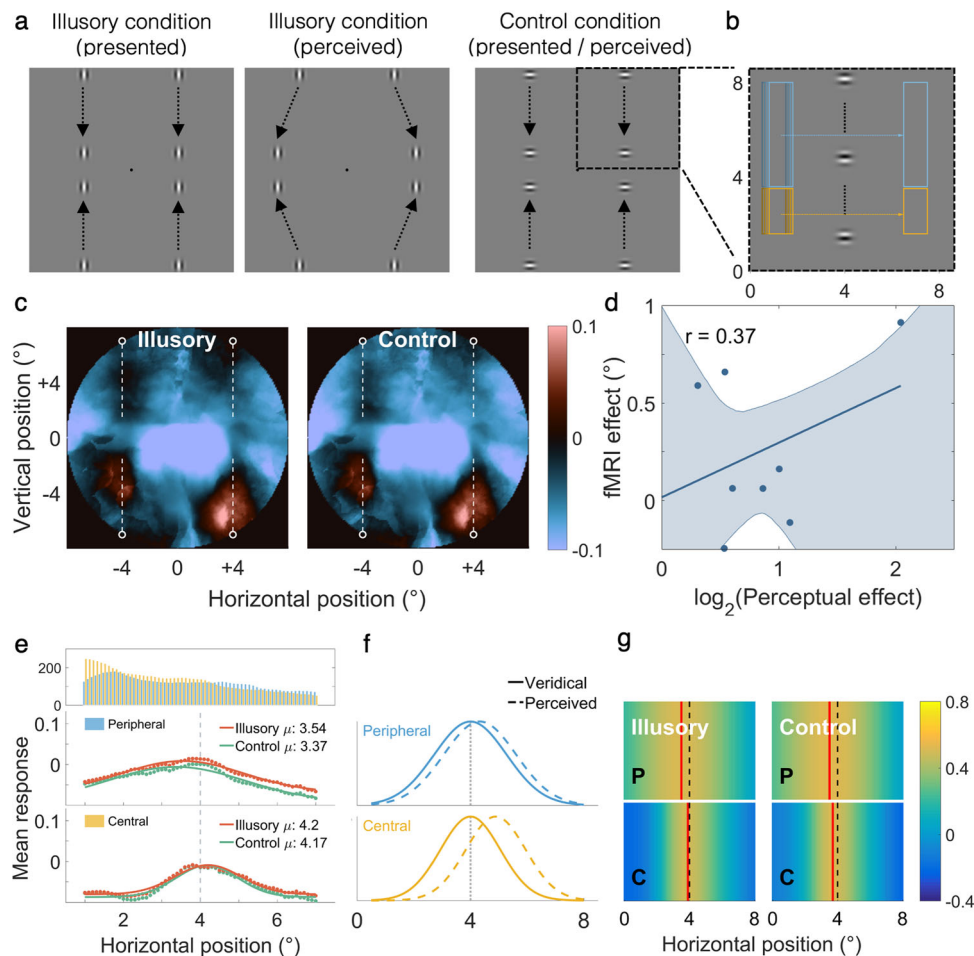 a
Illusory condition
(presented)
Illusory condition
(perceived)
Control condition
(presented / perceived)
b
8
4
0
0
4
8
c
Illusory
Control
Vertical position (°)
+4
0
-4
-4
0
+4
-4
0
+4
Horizontal position (°)
0.1
0
-0.1
d
r = 0.37
fMRI effect (°)
1
0.5
0
0
1
2
log2(Perceptual effect)
e
200
0
Peripheral
Illusory μ: 3.54
Control μ: 3.37
0.1
0
Central
Illusory μ: 4.2
Control μ: 4.17
0.1
0
Mean response
2
4
6
Horizontal position (°)
f
Veridical
Perceived
Peripheral
Central
0
2
4
6
8
g
Illusory
Control
P
P
C
C
0
4
8
0
4
8
Horizontal position (°)
0.8
0.4
0
-0.4